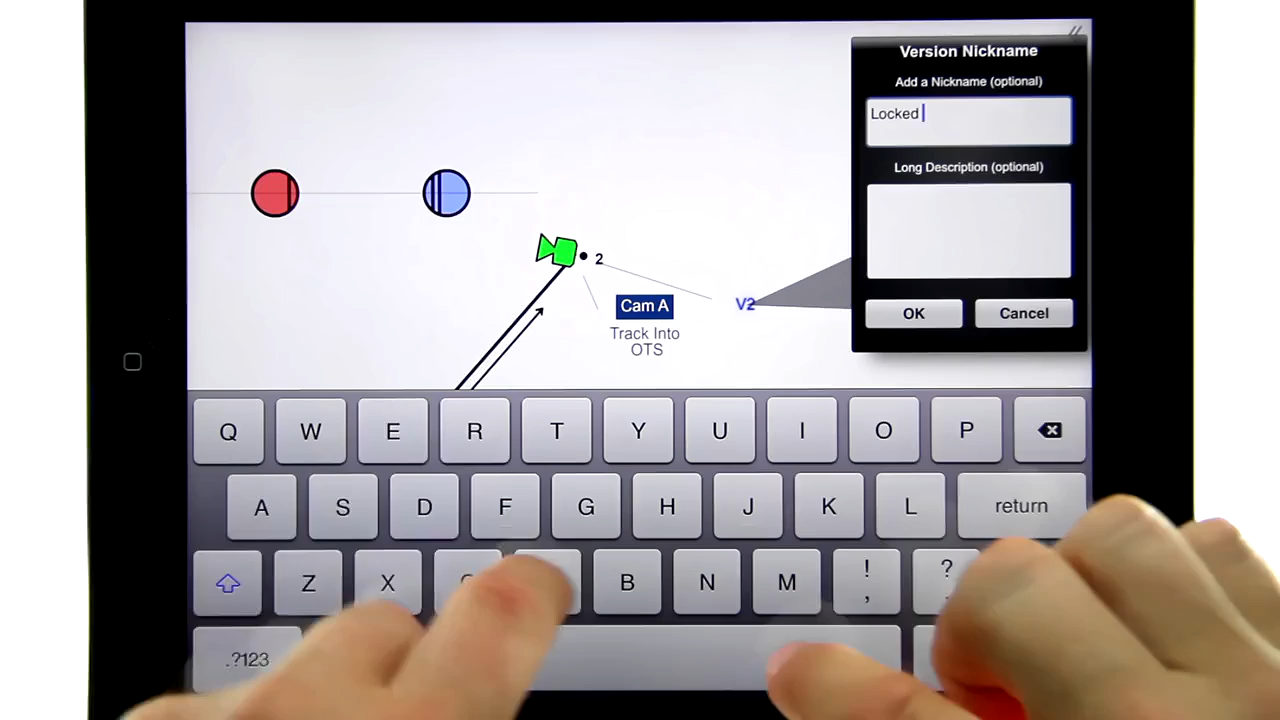 Version Nickname
Add a Nickname (optional)
Locked
Long Description (optional)
OK
Cancel
2
V2
Cam A
Track Into
OTS
Q W E R T Y U I O P
A S D F G H J K L return
Z X B N M ! ?
,
.?123